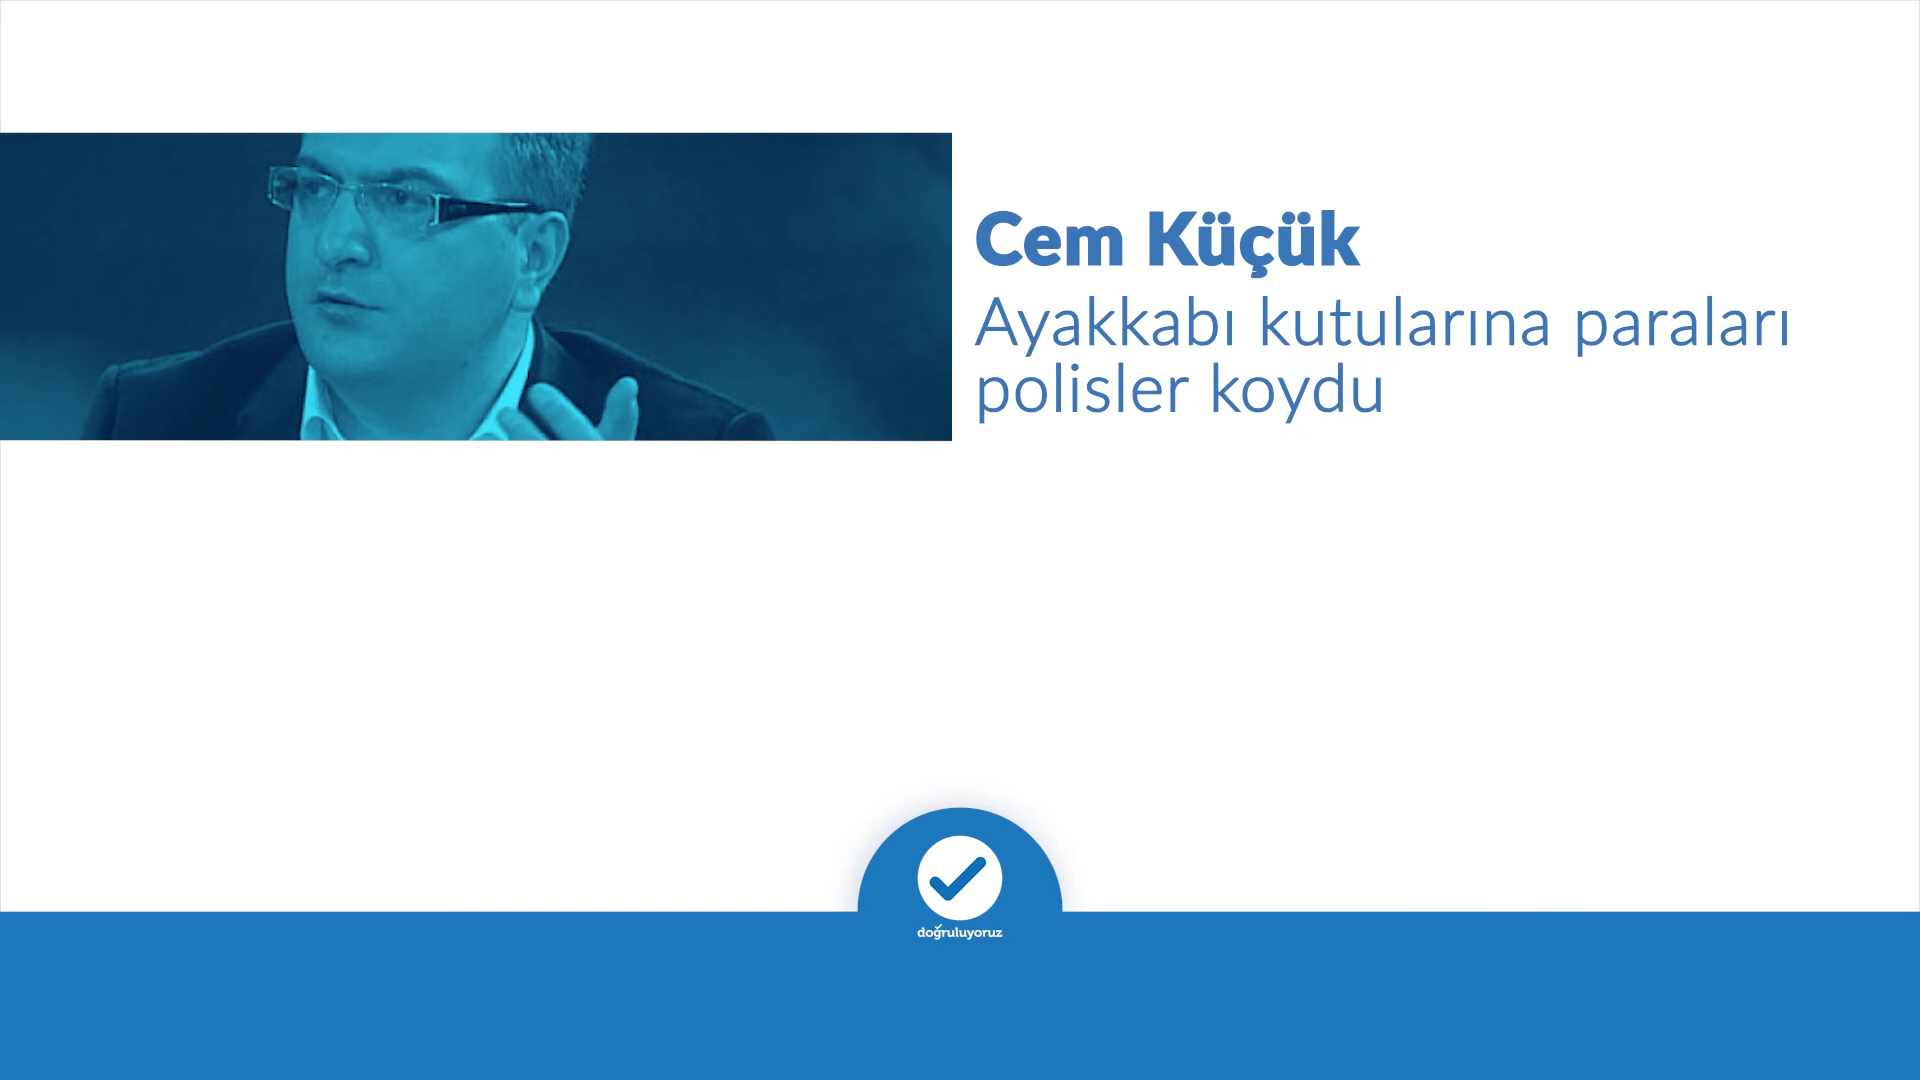 Cem Küçük
Ayakkabı kutularına paraları
polisler koydu
doğruluyoruz